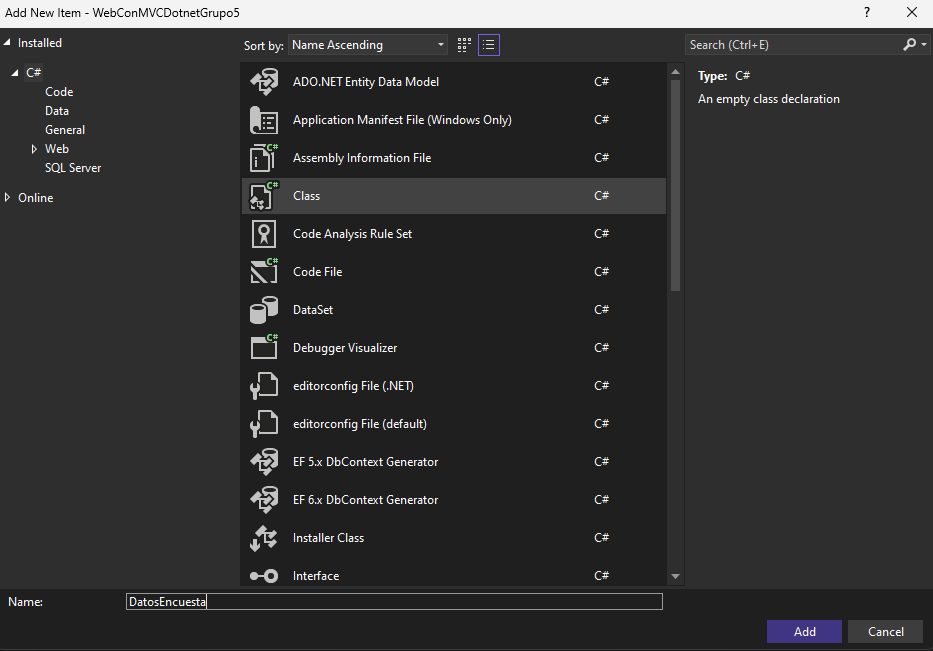 Add New Item - WebConMVCDotnetGrupo5
?
Installed
C#
Code
Data
General
Web
SQL Server
Online
Sort by: Name Ascending
ADO.NET Entity Data Model C#
Application Manifest File (Windows Only) C#
C# Assembly Information File C#
C# Class C#
Code Analysis Rule Set C#
C# Code File C#
DataSet C#
C# Debugger Visualizer C#
editorconfig File (.NET) C#
editorconfig File (default) C#
EF 5.x DbContext Generator C#
EF 6.x DbContext Generator C#
Installer Class C#
Interface C#
Search (Ctrl+E)
Type: C#
An empty class declaration
Name: DatosEncuesta
Add Cancel